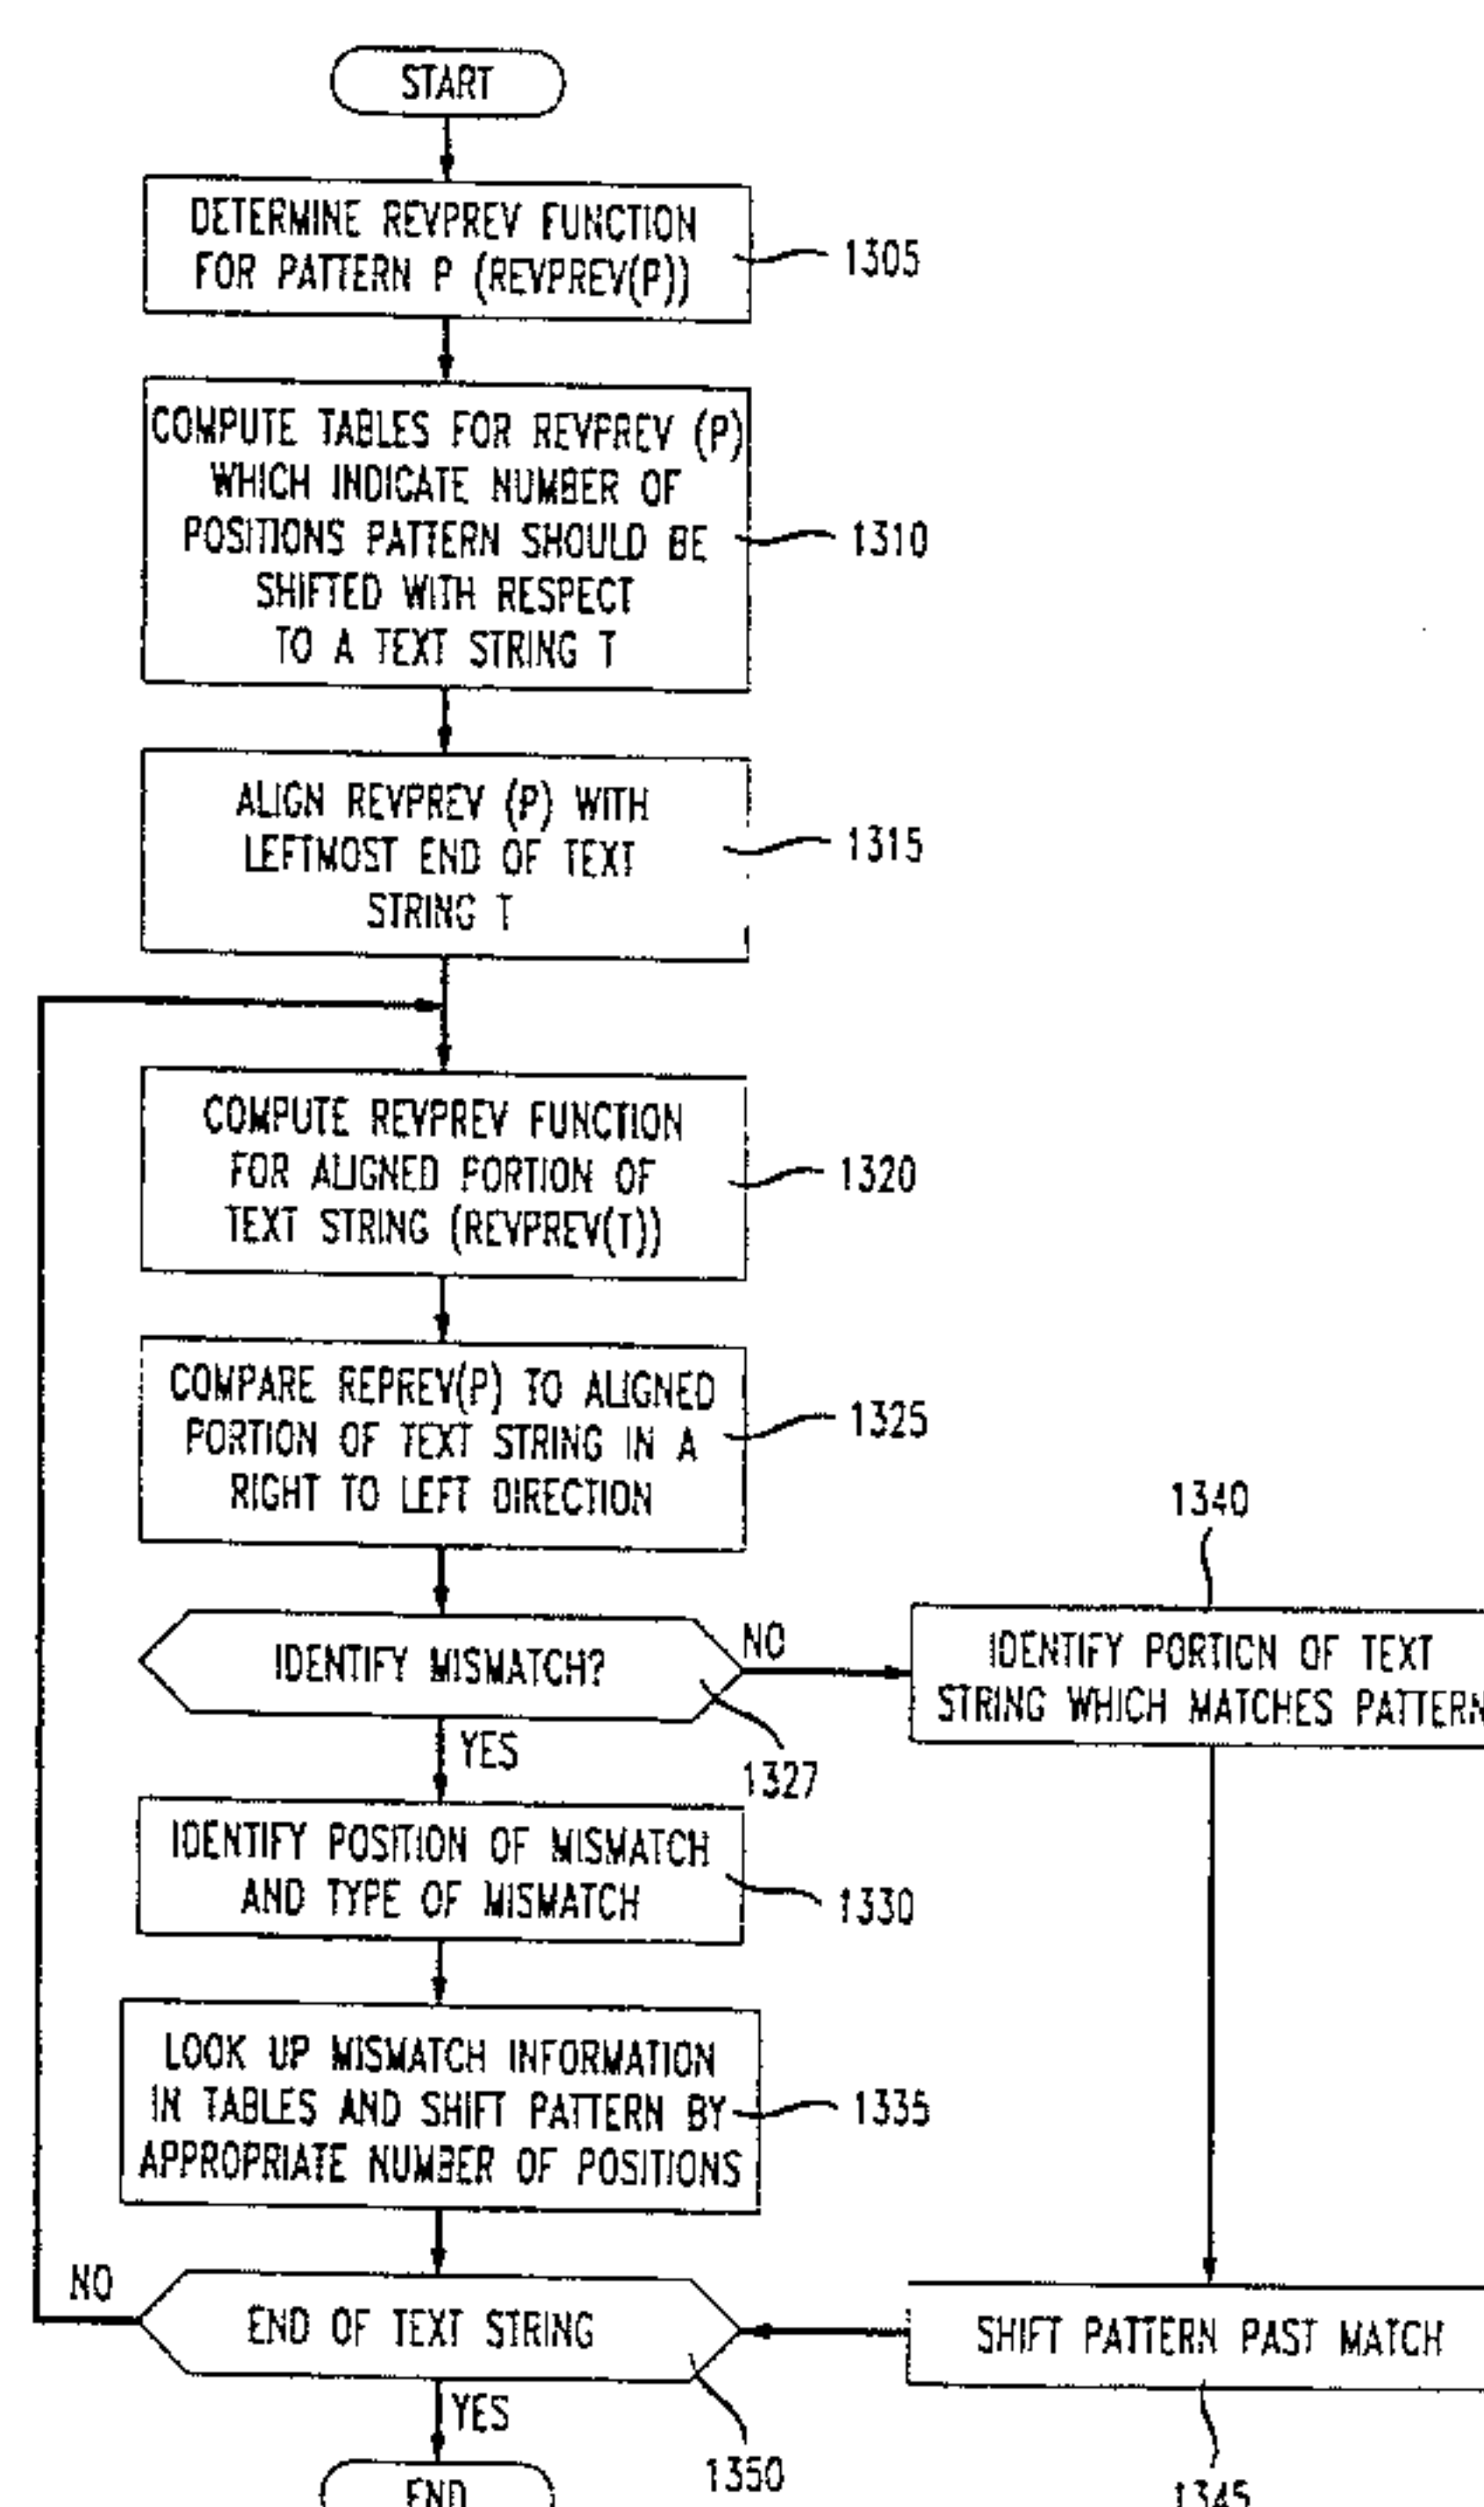 START
DETERMINE REVPREV FUNCTION
FOR PATTERN P (REVPREV(P))
1305
COMPUTE TABLES FOR REVPREV (P)
WHICH INDICATE NUMBER OF
POSITIONS PATTERN SHOULD BE
SHIFTED WITH RESPECT
TO A TEXT STRING T
1310
ALIGN REVPREV (P) WITH
LEFTMOST END OF TEXT
STRING T
1315
COMPUTE REVPREV FUNCTION
FOR ALIGNED PORTION OF
TEXT STRING (REVPREV(T))
1320
COMPARE REPREV(P) TO ALIGNED
PORTION OF TEXT STRING IN A
RIGHT TO LEFT DIRECTION
1325
IDENTIFY MISMATCH?
NO
1327
YES
1340
IDENTIFY PORTION OF TEXT
STRING WHICH MATCHES PATTERN
IDENTIFY POSITION OF MISMATCH
AND TYPE OF MISMATCH
1330
LOOK UP MISMATCH INFORMATION
IN TABLES AND SHIFT PATTERN BY
APPROPRIATE NUMBER OF POSITIONS
1335
NO
END OF TEXT STRING
SHIFT PATTERN PAST MATCH
YES
1350
1345
END